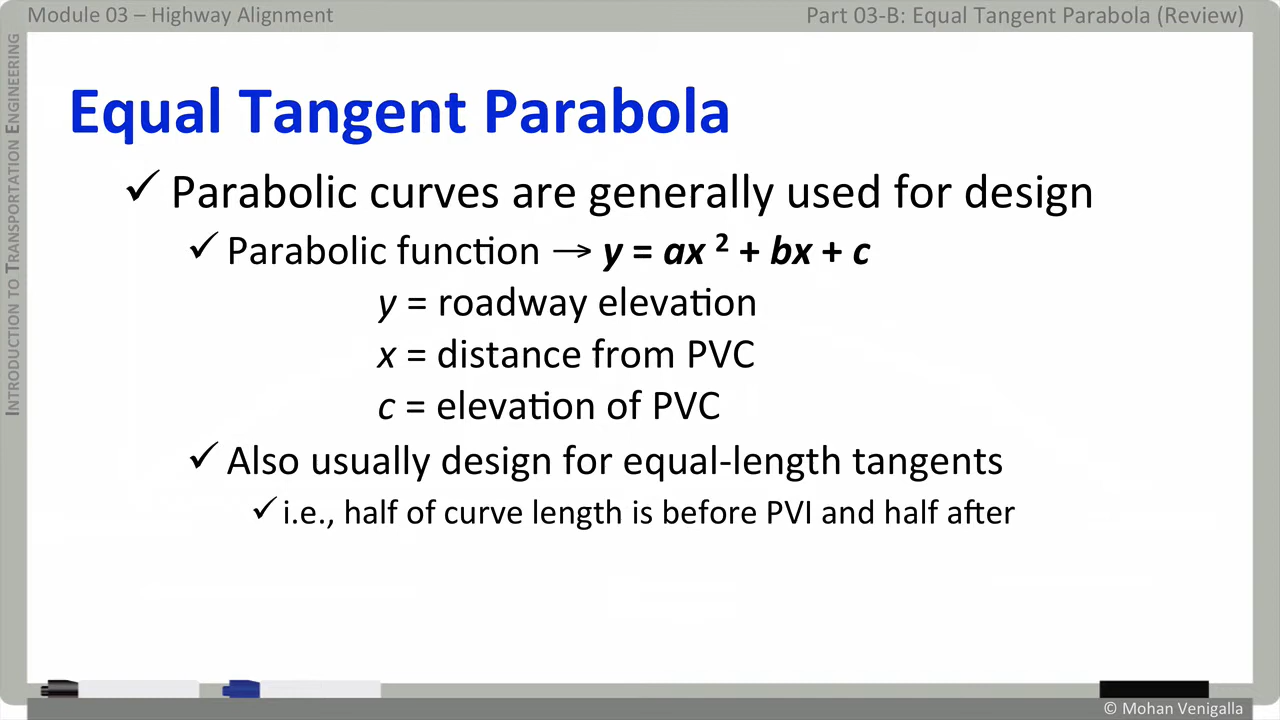 Module 03 – Highway Alignment
Part 03-B: Equal Tangent Parabola (Review)
INTRODUCTION TO TRANSPORTATION ENGINEERING
Equal Tangent Parabola
✓ Parabolic curves are generally used for design
✓ Parabolic function → y = ax² + bx + c
y = roadway elevation
x = distance from PVC
c = elevation of PVC
✓ Also usually design for equal-length tangents
✓ i.e., half of curve length is before PVI and half after
© Mohan Venigalla